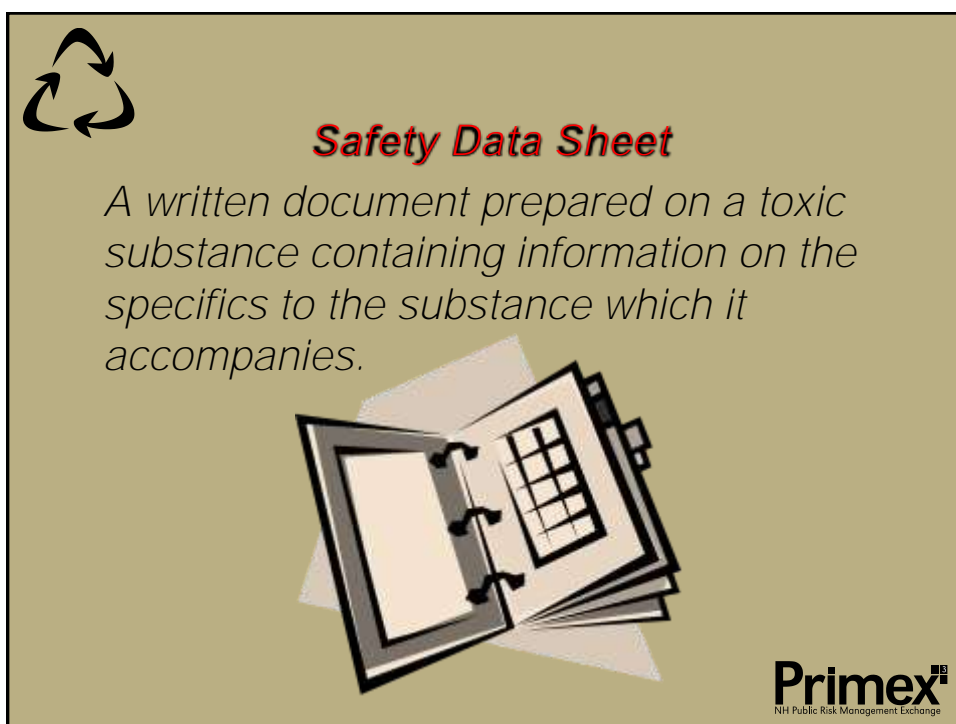 Safety Data Sheet
A written document prepared on a toxic
substance containing information on the
specifics to the substance which it
accompanies.
Primex3
NH Public Risk Management Exchange